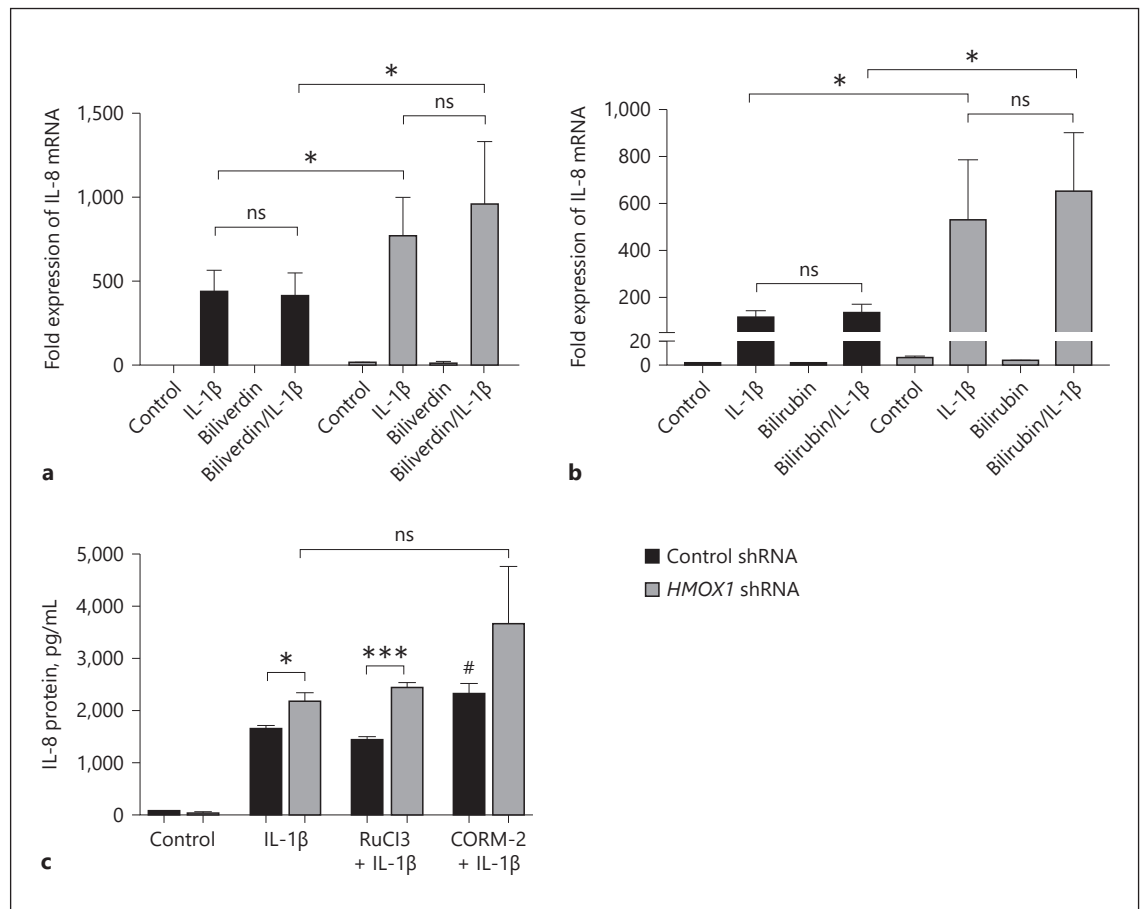 Fold expression of IL-8 mRNA
1,500
1,000
500
0
*
ns
*
ns
Control
IL-1β
Biliverdin
Biliverdin/IL-1β
Control
IL-1β
Biliverdin
Biliverdin/IL-1β
a
Fold expression of IL-8 mRNA
1,000
800
600
400
200
20
0
*
*
ns
ns
Control
IL-1β
Bilirubin
Bilirubin/IL-1β
Control
IL-1β
Bilirubin
Bilirubin/IL-1β
b
IL-8 protein, pg/mL
5,000
4,000
3,000
2,000
1,000
0
ns
*
***
#
Control
IL-1β
RuCl3
+ IL-1β
CORM-2
+ IL-1β
c
Control shRNA
HMOX1 shRNA